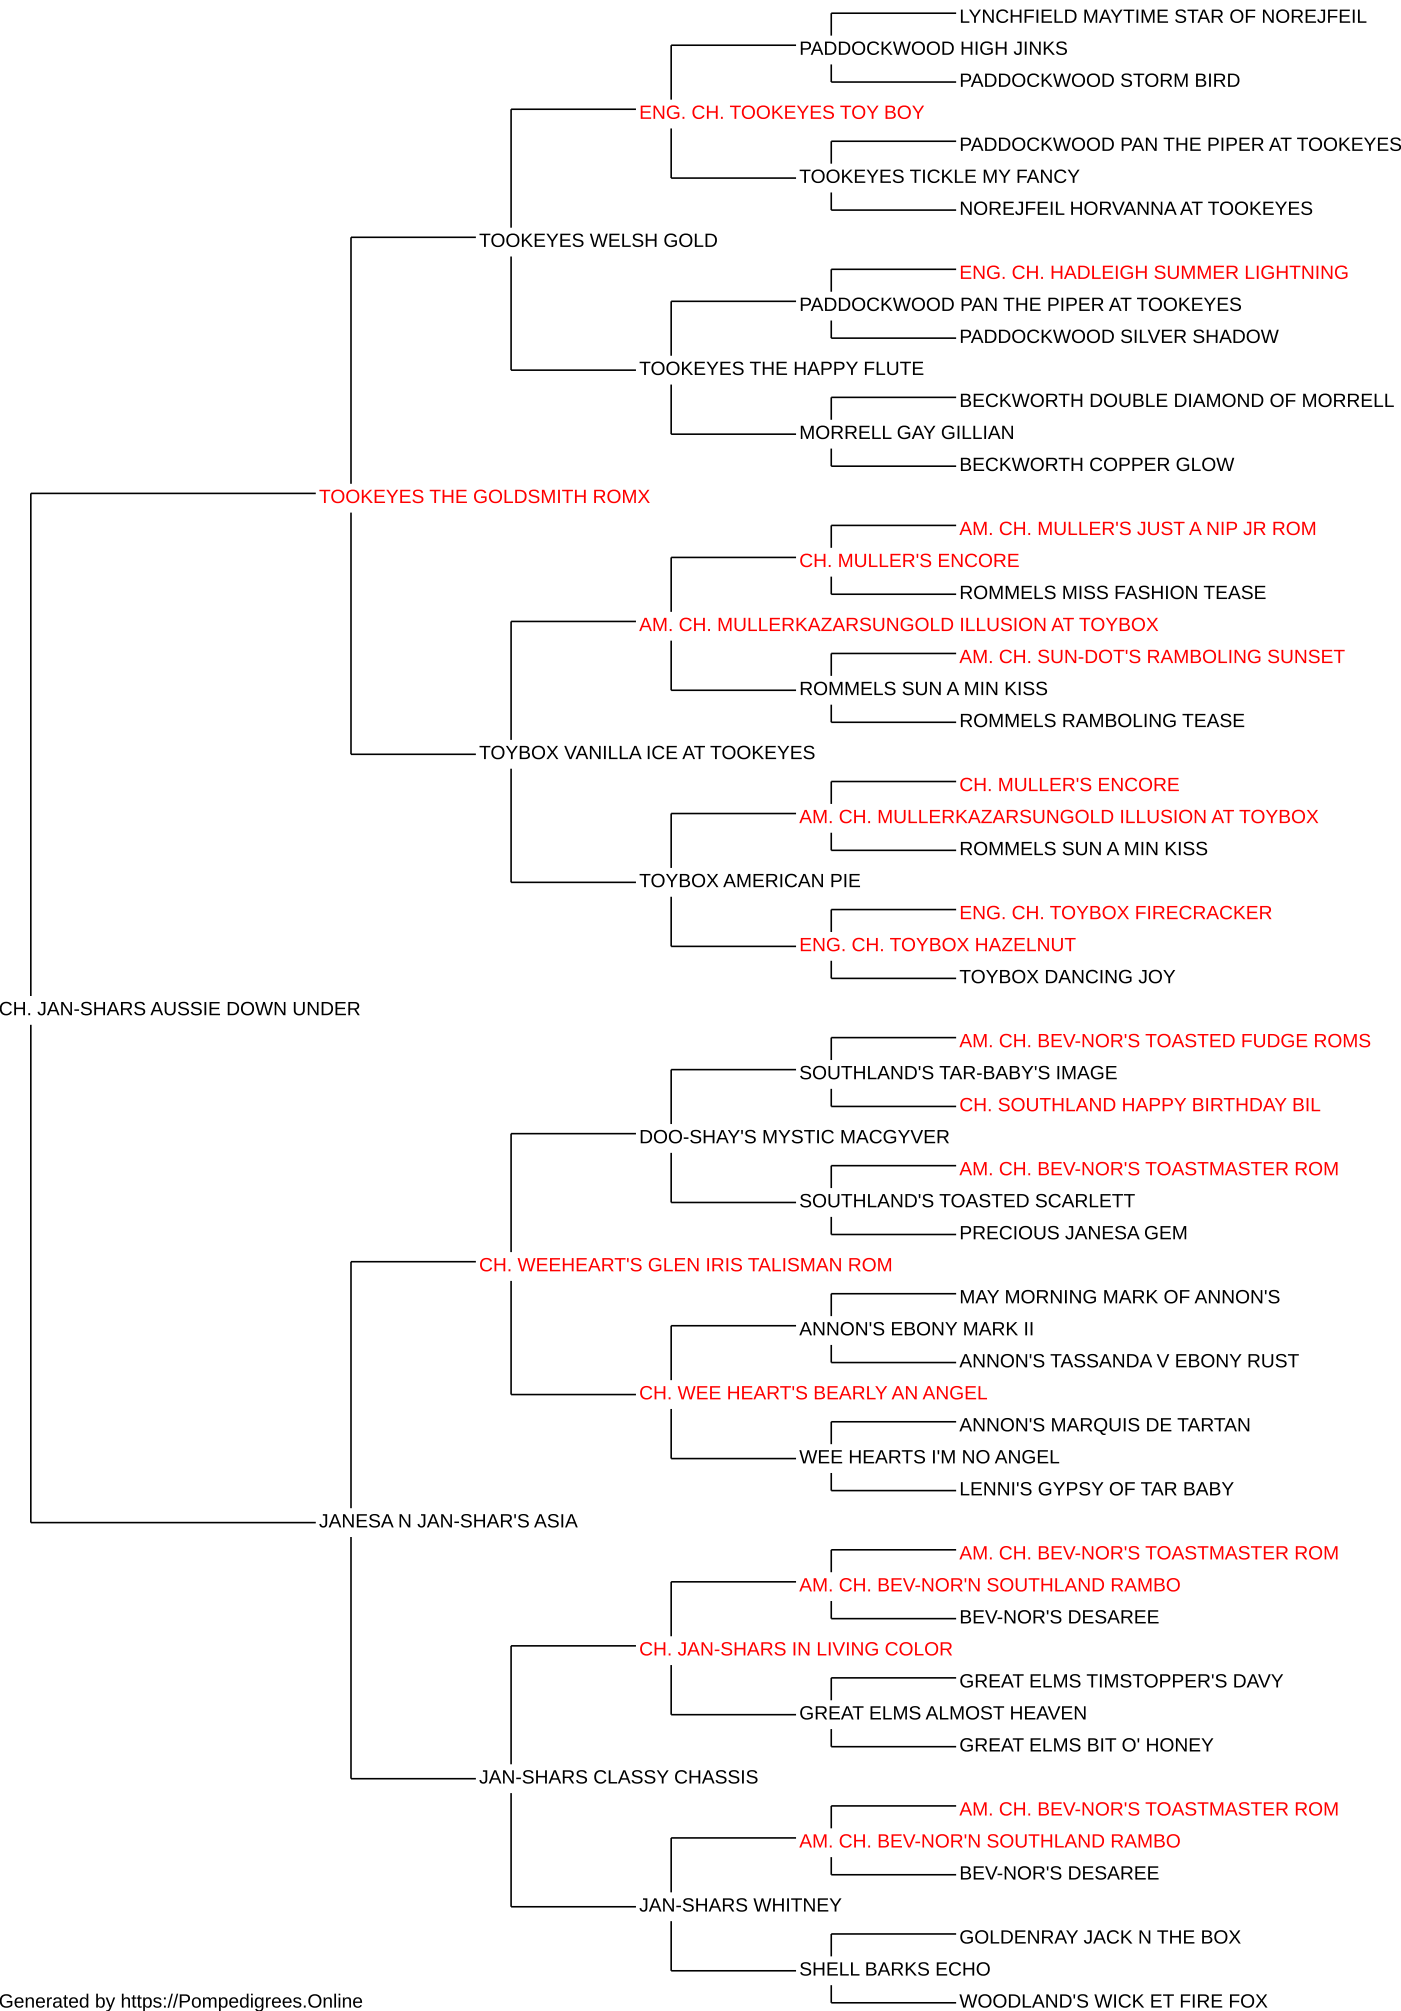 LYNCHFIELD MAYTIME STAR OF NOREJFEIL
PADDOCKWOOD HIGH JINKS
PADDOCKWOOD STORM BIRD
ENG. CH. TOOKEYES TOY BOY
PADDOCKWOOD PAN THE PIPER AT TOOKEYES
TOOKEYES TICKLE MY FANCY
NOREJFEIL HORVANNA AT TOOKEYES
TOOKEYES WELSH GOLD
ENG. CH. HADLEIGH SUMMER LIGHTNING
PADDOCKWOOD PAN THE PIPER AT TOOKEYES
PADDOCKWOOD SILVER SHADOW
TOOKEYES THE HAPPY FLUTE
BECKWORTH DOUBLE DIAMOND OF MORRELL
MORRELL GAY GILLIAN
BECKWORTH COPPER GLOW
TOOKEYES THE GOLDSMITH ROMX
AM. CH. MULLER'S JUST A NIP JR ROM
CH. MULLER'S ENCORE
ROMMELS MISS FASHION TEASE
AM. CH. MULLERKAZARSUNGOLD ILLUSION AT TOYBOX
AM. CH. SUN-DOT'S RAMBOLING SUNSET
ROMMELS SUN A MIN KISS
ROMMELS RAMBOLING TEASE
TOYBOX VANILLA ICE AT TOOKEYES
CH. MULLER'S ENCORE
AM. CH. MULLERKAZARSUNGOLD ILLUSION AT TOYBOX
ROMMELS SUN A MIN KISS
TOYBOX AMERICAN PIE
ENG. CH. TOYBOX FIRECRACKER
ENG. CH. TOYBOX HAZELNUT
TOYBOX DANCING JOY
CH. JAN-SHARS AUSSIE DOWN UNDER
AM. CH. BEV-NOR'S TOASTED FUDGE ROMS
SOUTHLAND'S TAR-BABY'S IMAGE
CH. SOUTHLAND HAPPY BIRTHDAY BIL
DOO-SHAY'S MYSTIC MACGYVER
AM. CH. BEV-NOR'S TOASTMASTER ROM
SOUTHLAND'S TOASTED SCARLETT
PRECIOUS JANESA GEM
CH. WEEHEART'S GLEN IRIS TALISMAN ROM
MAY MORNING MARK OF ANNON'S
ANNON'S EBONY MARK II
ANNON'S TASSANDA V EBONY RUST
CH. WEE HEART'S BEARLY AN ANGEL
ANNON'S MARQUIS DE TARTAN
WEE HEARTS I'M NO ANGEL
LENNI'S GYPSY OF TAR BABY
JANESA N JAN-SHAR'S ASIA
AM. CH. BEV-NOR'S TOASTMASTER ROM
AM. CH. BEV-NOR'N SOUTHLAND RAMBO
BEV-NOR'S DESAREE
CH. JAN-SHARS IN LIVING COLOR
GREAT ELMS TIMSTOPPER'S DAVY
GREAT ELMS ALMOST HEAVEN
GREAT ELMS BIT O' HONEY
JAN-SHARS CLASSY CHASSIS
AM. CH. BEV-NOR'S TOASTMASTER ROM
AM. CH. BEV-NOR'N SOUTHLAND RAMBO
BEV-NOR'S DESAREE
JAN-SHARS WHITNEY
GOLDENRAY JACK N THE BOX
SHELL BARKS ECHO
WOODLAND'S WICK ET FIRE FOX
Generated by https://Pompedigrees.Online